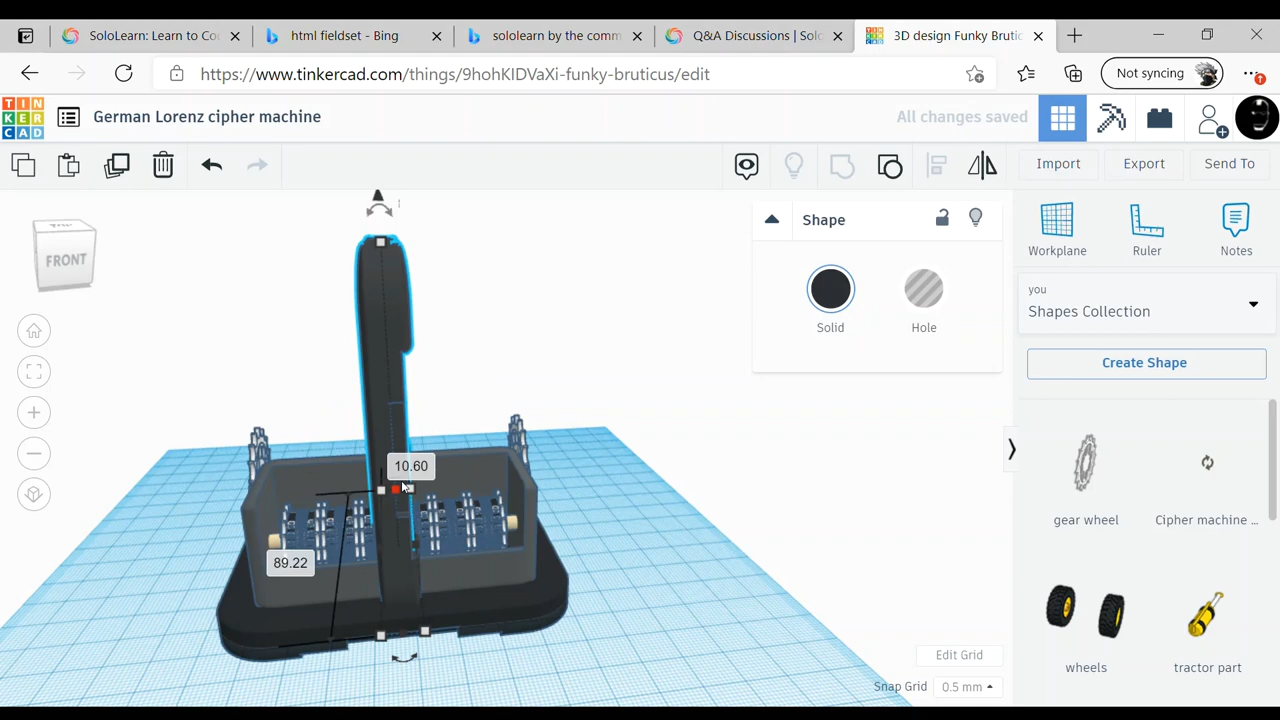 SoloLearn: Learn to Co
html fieldset - Bing
sololearn by the comm
Q&A Discussions | Solo
3D design Funky Brutic
https://www.tinkercad.com/things/9hohKIDVaXi-funky-bruticus/edit
Not syncing
TIN
KER
CAD
German Lorenz cipher machine
All changes saved
Import
Export
Send To
Shape
Solid
Hole
Workplane
Ruler
Notes
you
Shapes Collection
Create Shape
gear wheel
Cipher machine ...
wheels
tractor part
TOP
FRONT
10.60
89.22
Edit Grid
Snap Grid
0.5 mm